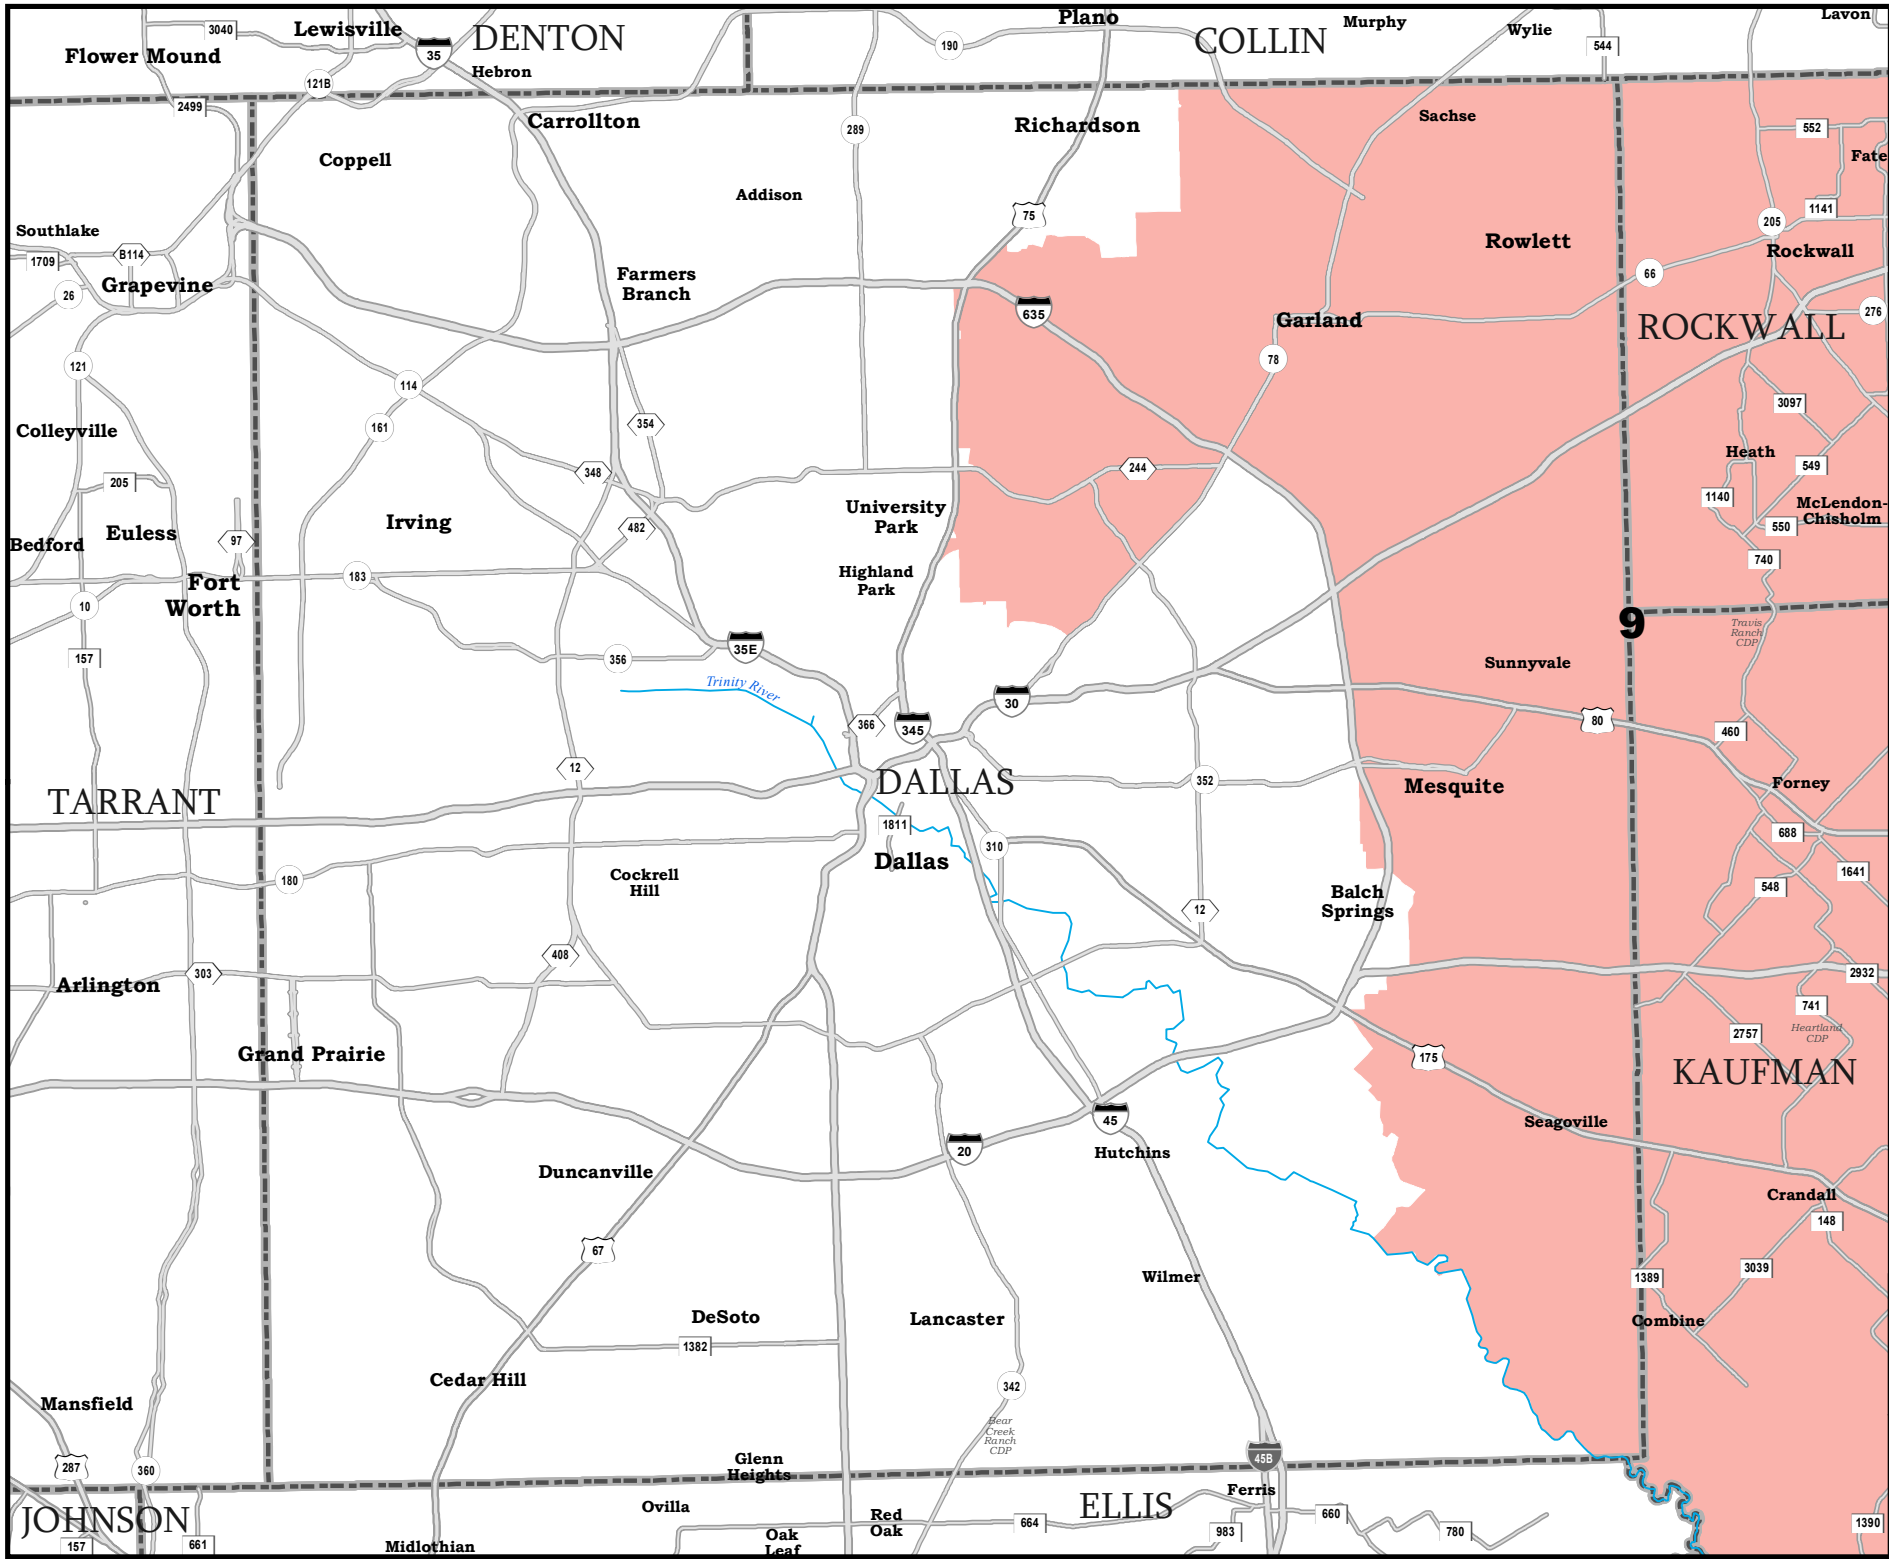 Plano
Lavon
3040
Lewisville
DENTON
190
COLLIN
Murphy
Wylie
544
Flower Mound
35
Hebron
121B
2499
Carrollton
289
Richardson
Sachse
552
Coppell
Fate
Addison
1141
Southlake
75
205
B114
1709
Rowlett
Rockwall
26
Grapevine
Farmers
Branch
66
635
Garland
276
ROCKWALL
121
78
114
3097
161
354
Colleyville
Heath
348
244
549
205
1140
University
Park
McLendon-
Chisholm
Irving
482
550
Euless
97
Bedford
740
183
Highland
Park
Fort
Worth
10
9
Travis
Ranch
CDP
157
356
35E
Sunnyvale
Trinity River
30
366
345
80
460
12
DALLAS
352
Mesquite
Forney
TARRANT
1811
310
688
Dallas
180
Cockrell
Hill
1641
548
Balch
Springs
12
408
303
Arlington
2932
741
Heartland
CDP
2757
Grand Prairie
175
KAUFMAN
45
Seagoville
20
Hutchins
Duncanville
Crandall
148
67
3039
Wilmer
1389
DeSoto
Lancaster
Combine
1382
Cedar Hill
342
Mansfield
Bear
Creek
Ranch
CDP
287
360
Glenn
Heights
45B
Ferris
JOHNSON
Ovilla
ELLIS
Red
Oak
664
660
1390
983
780
157
661
Midlothian
Oak
Leaf